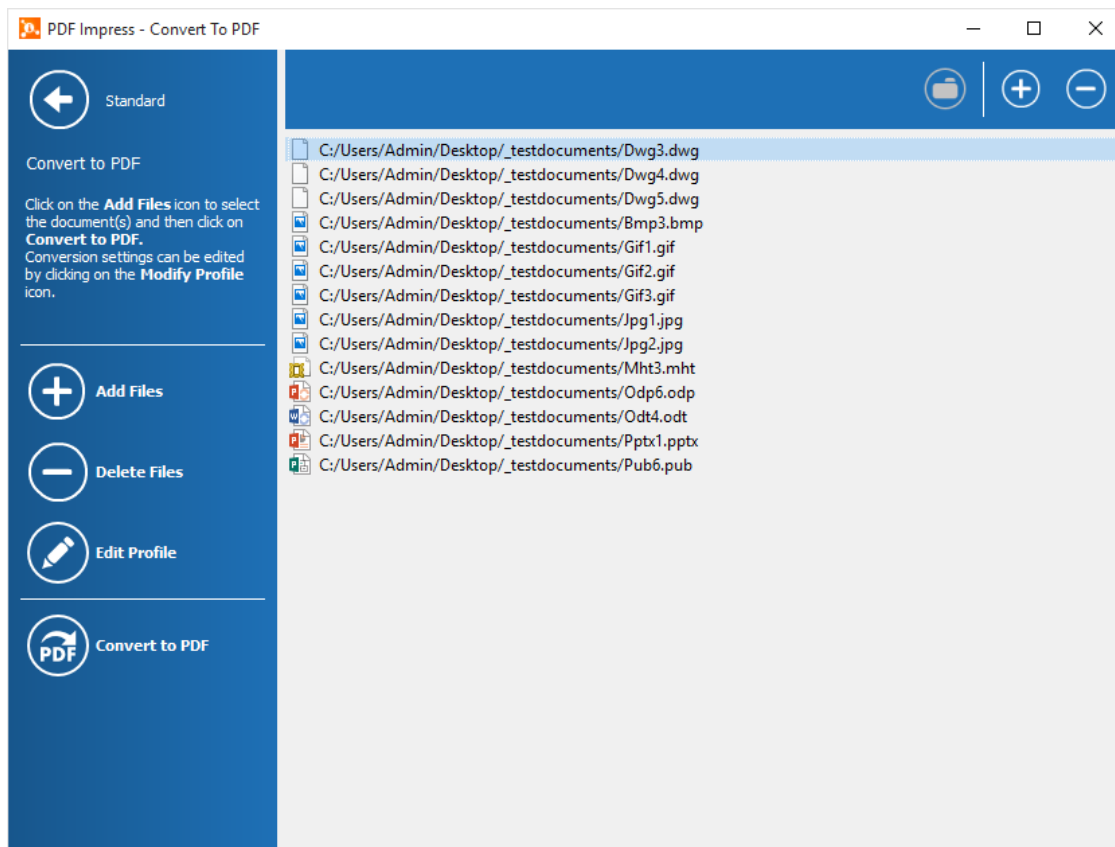 PDF Impress - Convert To PDF
Standard
Convert to PDF
Click on the Add Files icon to select
the document(s) and then click on
Convert to PDF.
Conversion settings can be edited
by clicking on the Modify Profile
icon.
Add Files
Delete Files
Edit Profile
PDF
Convert to PDF
C:/Users/Admin/Desktop/_testdocuments/Dwg3.dwg
C:/Users/Admin/Desktop/_testdocuments/Dwg4.dwg
C:/Users/Admin/Desktop/_testdocuments/Dwg5.dwg
C:/Users/Admin/Desktop/_testdocuments/Bmp3.bmp
C:/Users/Admin/Desktop/_testdocuments/Gif1.gif
C:/Users/Admin/Desktop/_testdocuments/Gif2.gif
C:/Users/Admin/Desktop/_testdocuments/Gif3.gif
C:/Users/Admin/Desktop/_testdocuments/Jpg1.jpg
C:/Users/Admin/Desktop/_testdocuments/Jpg2.jpg
C:/Users/Admin/Desktop/_testdocuments/Mht3.mht
C:/Users/Admin/Desktop/_testdocuments/Odp6.odp
C:/Users/Admin/Desktop/_testdocuments/Odt4.odt
C:/Users/Admin/Desktop/_testdocuments/Pptx1.pptx
C:/Users/Admin/Desktop/_testdocuments/Pub6.pub